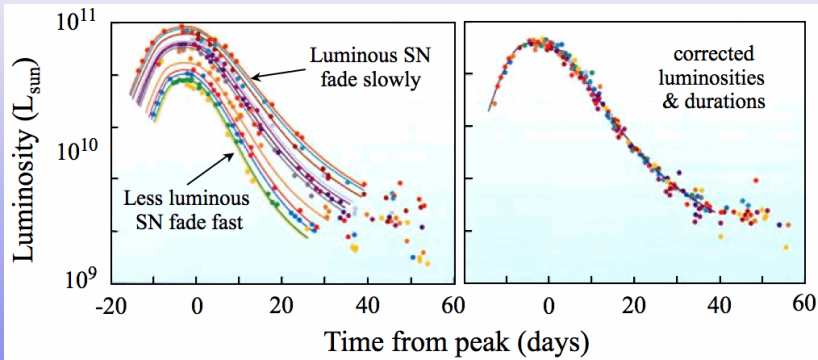 10¹¹
Luminosity (L_sun)
10¹⁰
10⁹
Luminous SN
fade slowly
Less luminous
SN fade fast
corrected
luminosities
& durations
-20 0 20 40 60
0 20 40 60
Time from peak (days)